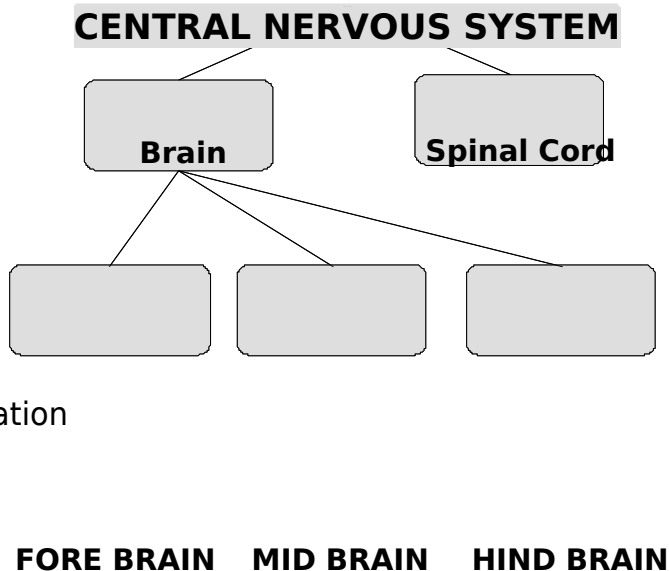 CENTRAL NERVOUS SYSTEM
Brain
Spinal Cord
ation
FORE BRAIN
MID BRAIN
HIND BRAIN